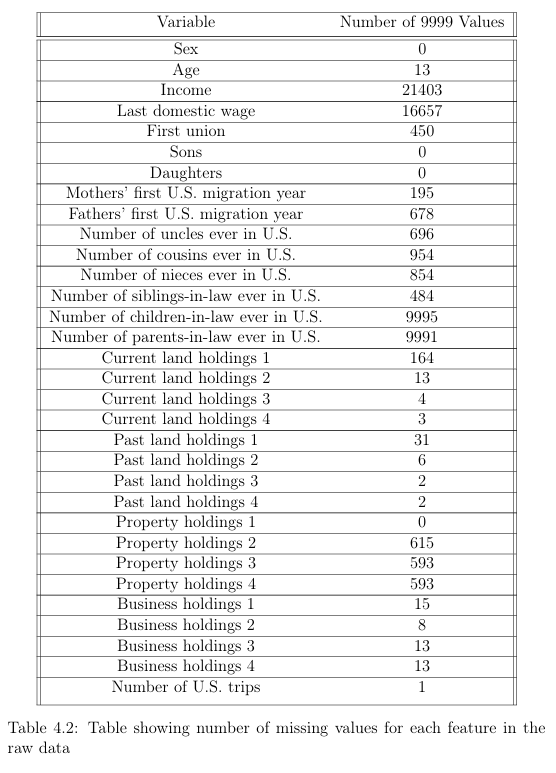 Variable Number of 9999 Values
Sex 0
Age 13
Income 21403
Last domestic wage 16657
First union 450
Sons 0
Daughters 0
Mothers' first U.S. migration year 195
Fathers' first U.S. migration year 678
Number of uncles ever in U.S. 696
Number of cousins ever in U.S. 954
Number of nieces ever in U.S. 854
Number of siblings-in-law ever in U.S. 484
Number of children-in-law ever in U.S. 9995
Number of parents-in-law ever in U.S. 9991
Current land holdings 1 164
Current land holdings 2 13
Current land holdings 3 4
Current land holdings 4 3
Past land holdings 1 31
Past land holdings 2 6
Past land holdings 3 2
Past land holdings 4 2
Property holdings 1 0
Property holdings 2 615
Property holdings 3 593
Property holdings 4 593
Business holdings 1 15
Business holdings 2 8
Business holdings 3 13
Business holdings 4 13
Number of U.S. trips 1
Table 4.2: Table showing number of missing values for each feature in the
raw data